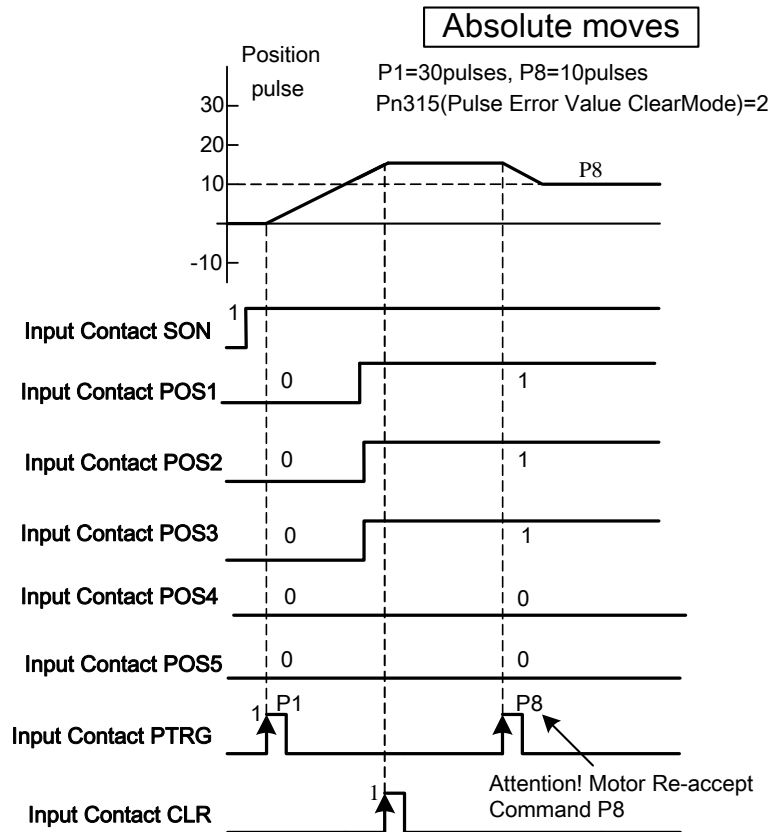 Absolute moves
Position
pulse
P1=30pulses, P8=10pulses
Pn315(Pulse Error Value ClearMode)=2
30
20
10
-10
P8
1
Input Contact SON
Input Contact POS1
0
1
Input Contact POS2
0
1
Input Contact POS3
0
1
Input Contact POS4
0
0
Input Contact POS5
0
0
Input Contact PTRG
1
P1
P8
Attention! Motor Re-accept
Command P8
Input Contact CLR
1